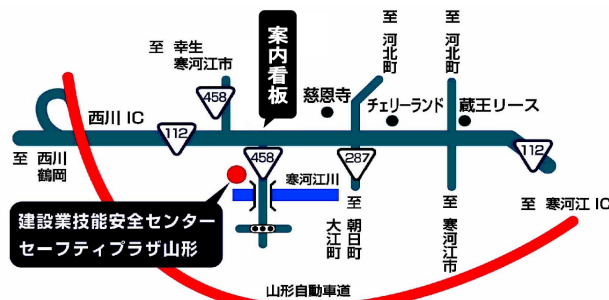 至 幸生
寒河江市
案内看板
至 河北町
至 河北町
458
慈恩寺
チェリーランド
蔵王リース
西川 IC
112
458
287
112
至 西川
鶴岡
寒河江川
至 朝日町
大江町
至 寒河江市
至 寒河江 IC
建設業技能安全センター
セーフティプラザ山形
山形自動車道